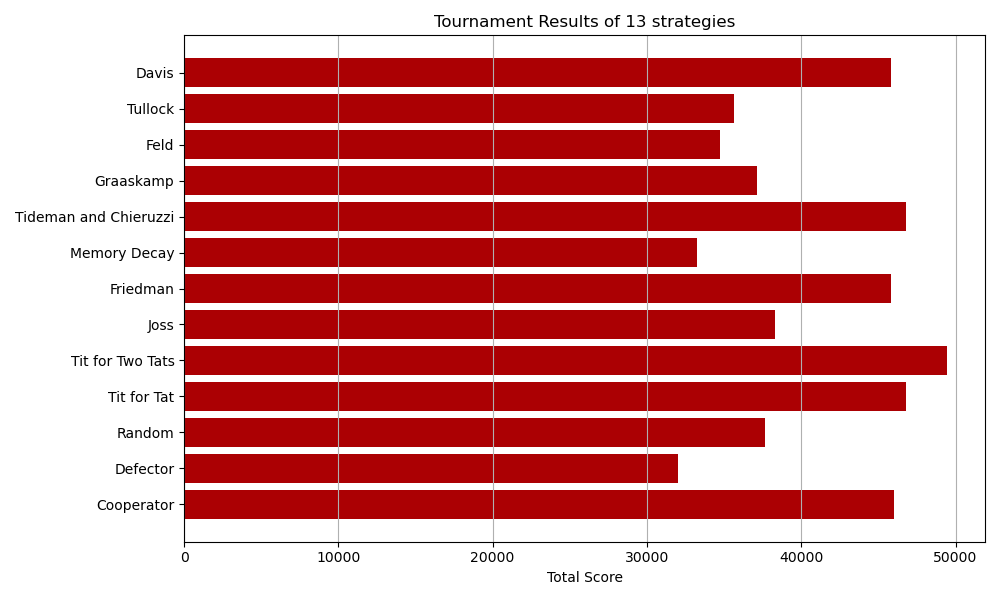 Tournament Results of 13 strategies
Davis
Tullock
Feld
Graaskamp
Tideman and Chieruzzi
Memory Decay
Friedman
Joss
Tit for Two Tats
Tit for Tat
Random
Defector
Cooperator
0 10000 20000 30000 40000 50000
Total Score